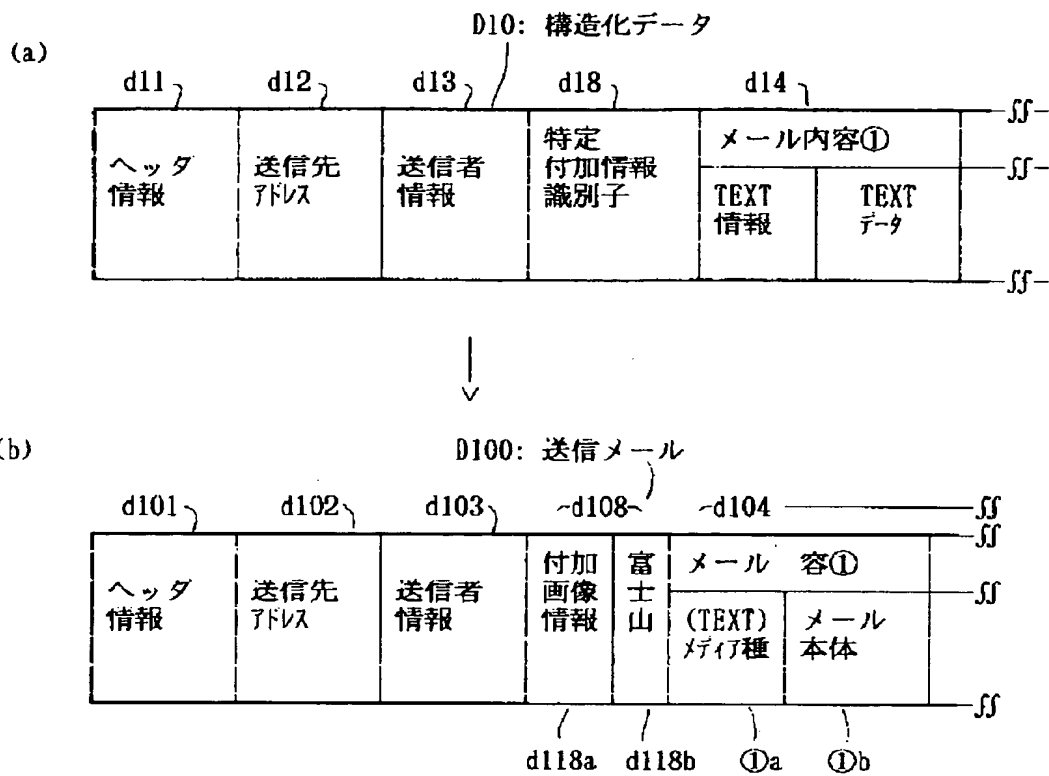 D10: 構造化データ
(a)
d11 d12 d13 d18 d14
ヘッダ
情報
送信先
アドレス
送信者
情報
特定
付加情報
識別子
メール内容①
TEXT
情報
TEXT
データ
(b)
D100: 送信メール
d101 d102 d103 d108 d104
ヘッダ
情報
送信先
アドレス
送信者
情報
付加
画像
情報
富
士
山
メール 容①
(TEXT)
メディア種
メール
本体
d118a d118b ①a ①b